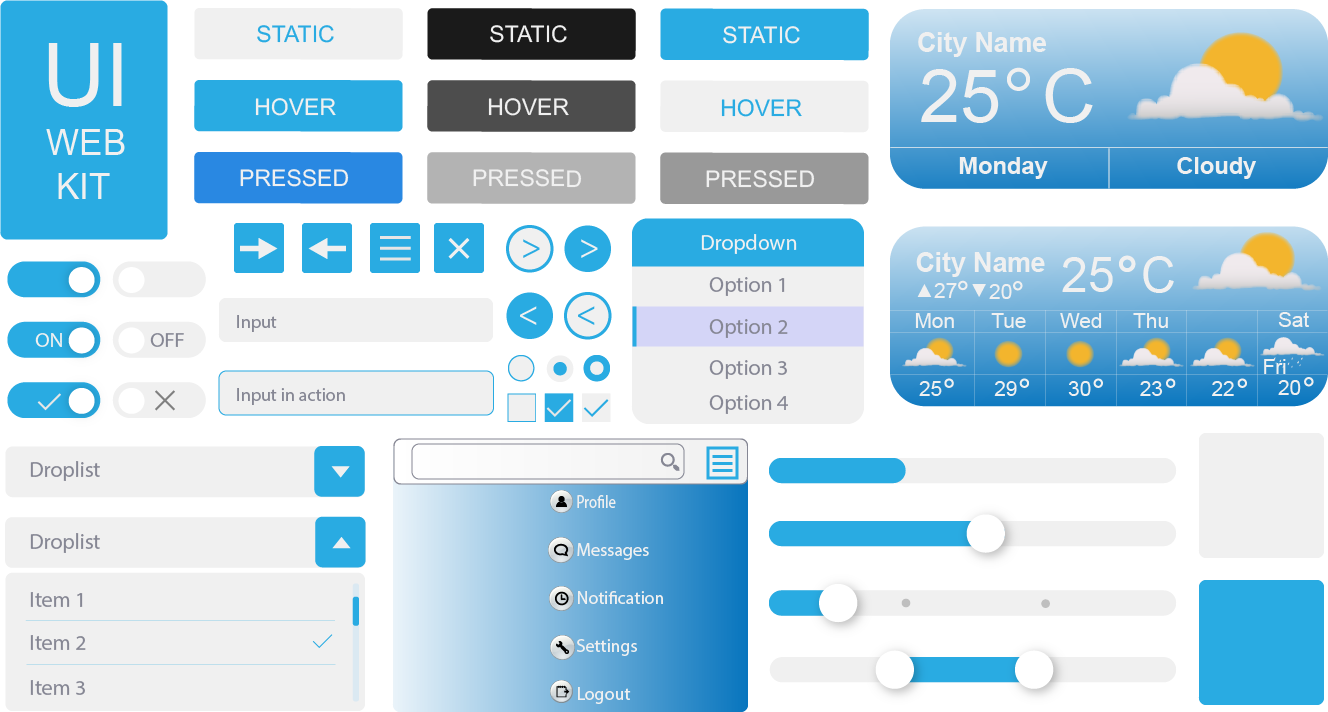 UI
WEB
KIT
STATIC
STATIC
STATIC
HOVER
HOVER
HOVER
PRESSED
PRESSED
PRESSED
City Name
25° C
Monday
Cloudy
ON
OFF
Input
Input in action
>
>
<
<
Dropdown
Option 1
Option 2
Option 3
Option 4
City Name
▲27° ▼20°
25° C
Mon Tue Wed Thu Sat
Fri
25° 29° 30° 23° 22° 20°
Droplist
Droplist
Item 1
Item 2
Item 3
Profile
Messages
Notification
Settings
Logout